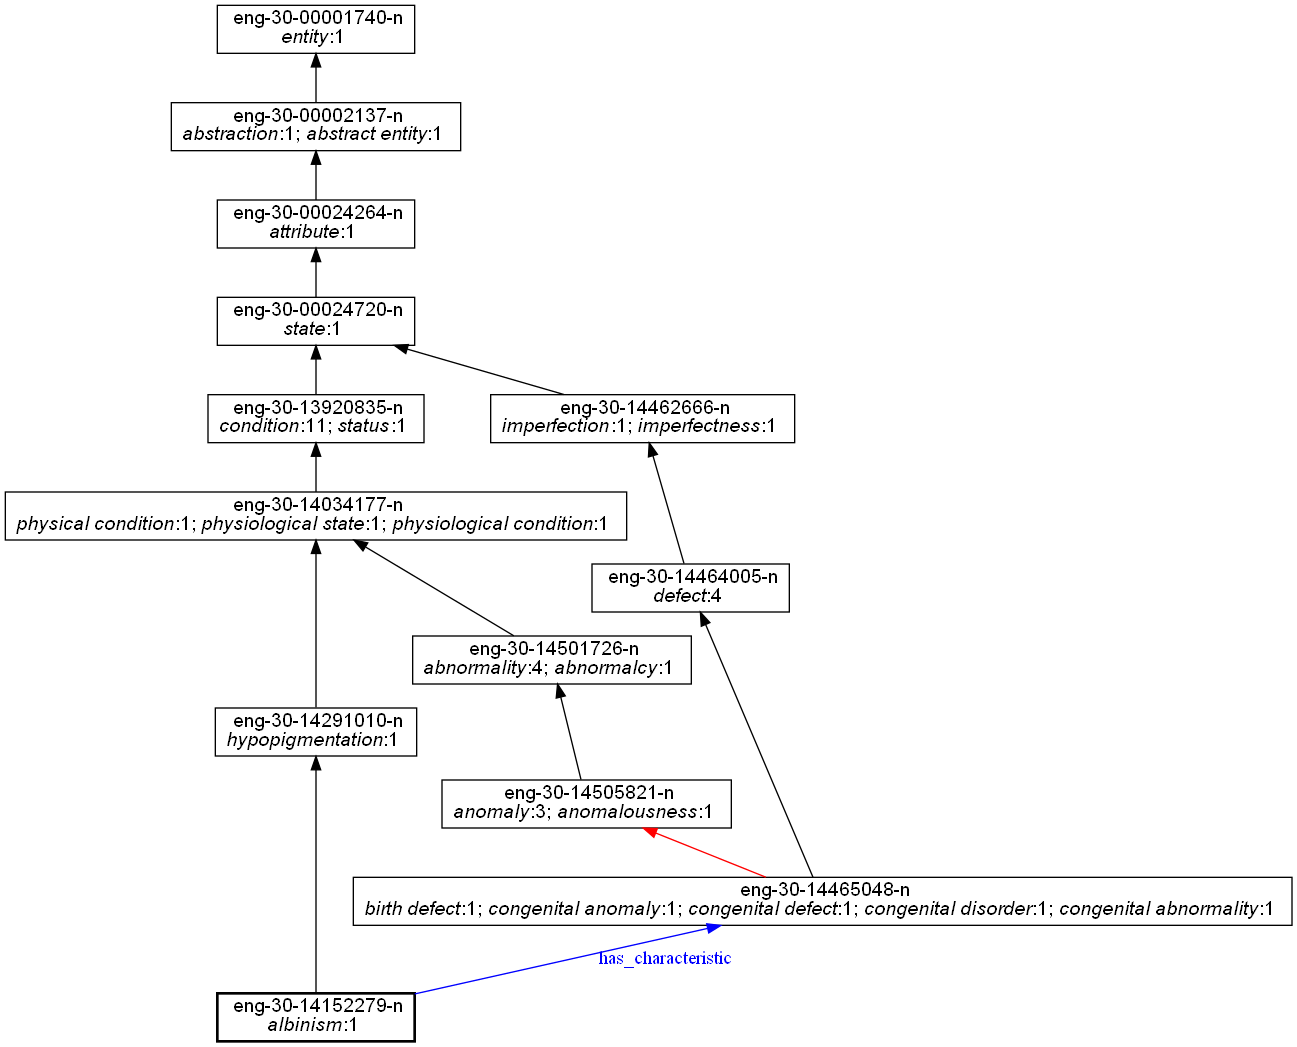 eng-30-00001740-n
entity:1
eng-30-00002137-n
abstraction:1; abstract entity:1
eng-30-00024264-n
attribute:1
eng-30-00024720-n
state:1
eng-30-13920835-n
condition:11; status:1
eng-30-14462666-n
imperfection:1; imperfectness:1
eng-30-14034177-n
physical condition:1; physiological state:1; physiological condition:1
eng-30-14464005-n
defect:4
eng-30-14501726-n
abnormality:4; abnormalcy:1
eng-30-14291010-n
hypopigmentation:1
eng-30-14505821-n
anomaly:3; anomalousness:1
eng-30-14465048-n
birth defect:1; congenital anomaly:1; congenital defect:1; congenital disorder:1; congenital abnormality:1
has_characteristic
eng-30-14152279-n
albinism:1